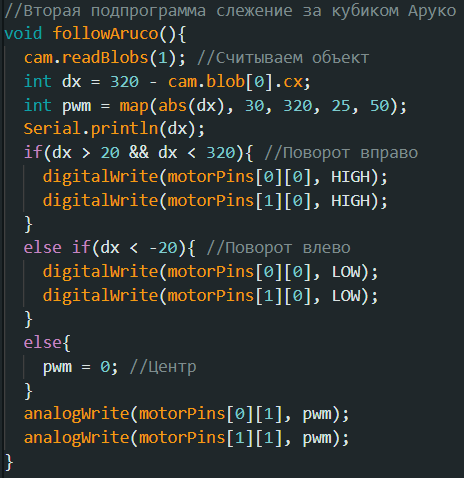 //Вторая подпрограмма слежение за кубиком Аруко
void followAruco(){
  cam.readBlobs(1); //Считываем объект
  int dx = 320 - cam.blob[0].cx;
  int pwm = map(abs(dx), 30, 320, 25, 50);
  Serial.println(dx);
  if(dx > 20 && dx < 320){ //Поворот вправо
    digitalWrite(motorPins[0][0], HIGH);
    digitalWrite(motorPins[1][0], HIGH);
  }
  else if(dx < -20){ //Поворот влево
    digitalWrite(motorPins[0][0], LOW);
    digitalWrite(motorPins[1][0], LOW);
  }
  else{
    pwm = 0; //Центр
  }
  analogWrite(motorPins[0][1], pwm);
  analogWrite(motorPins[1][1], pwm);
}